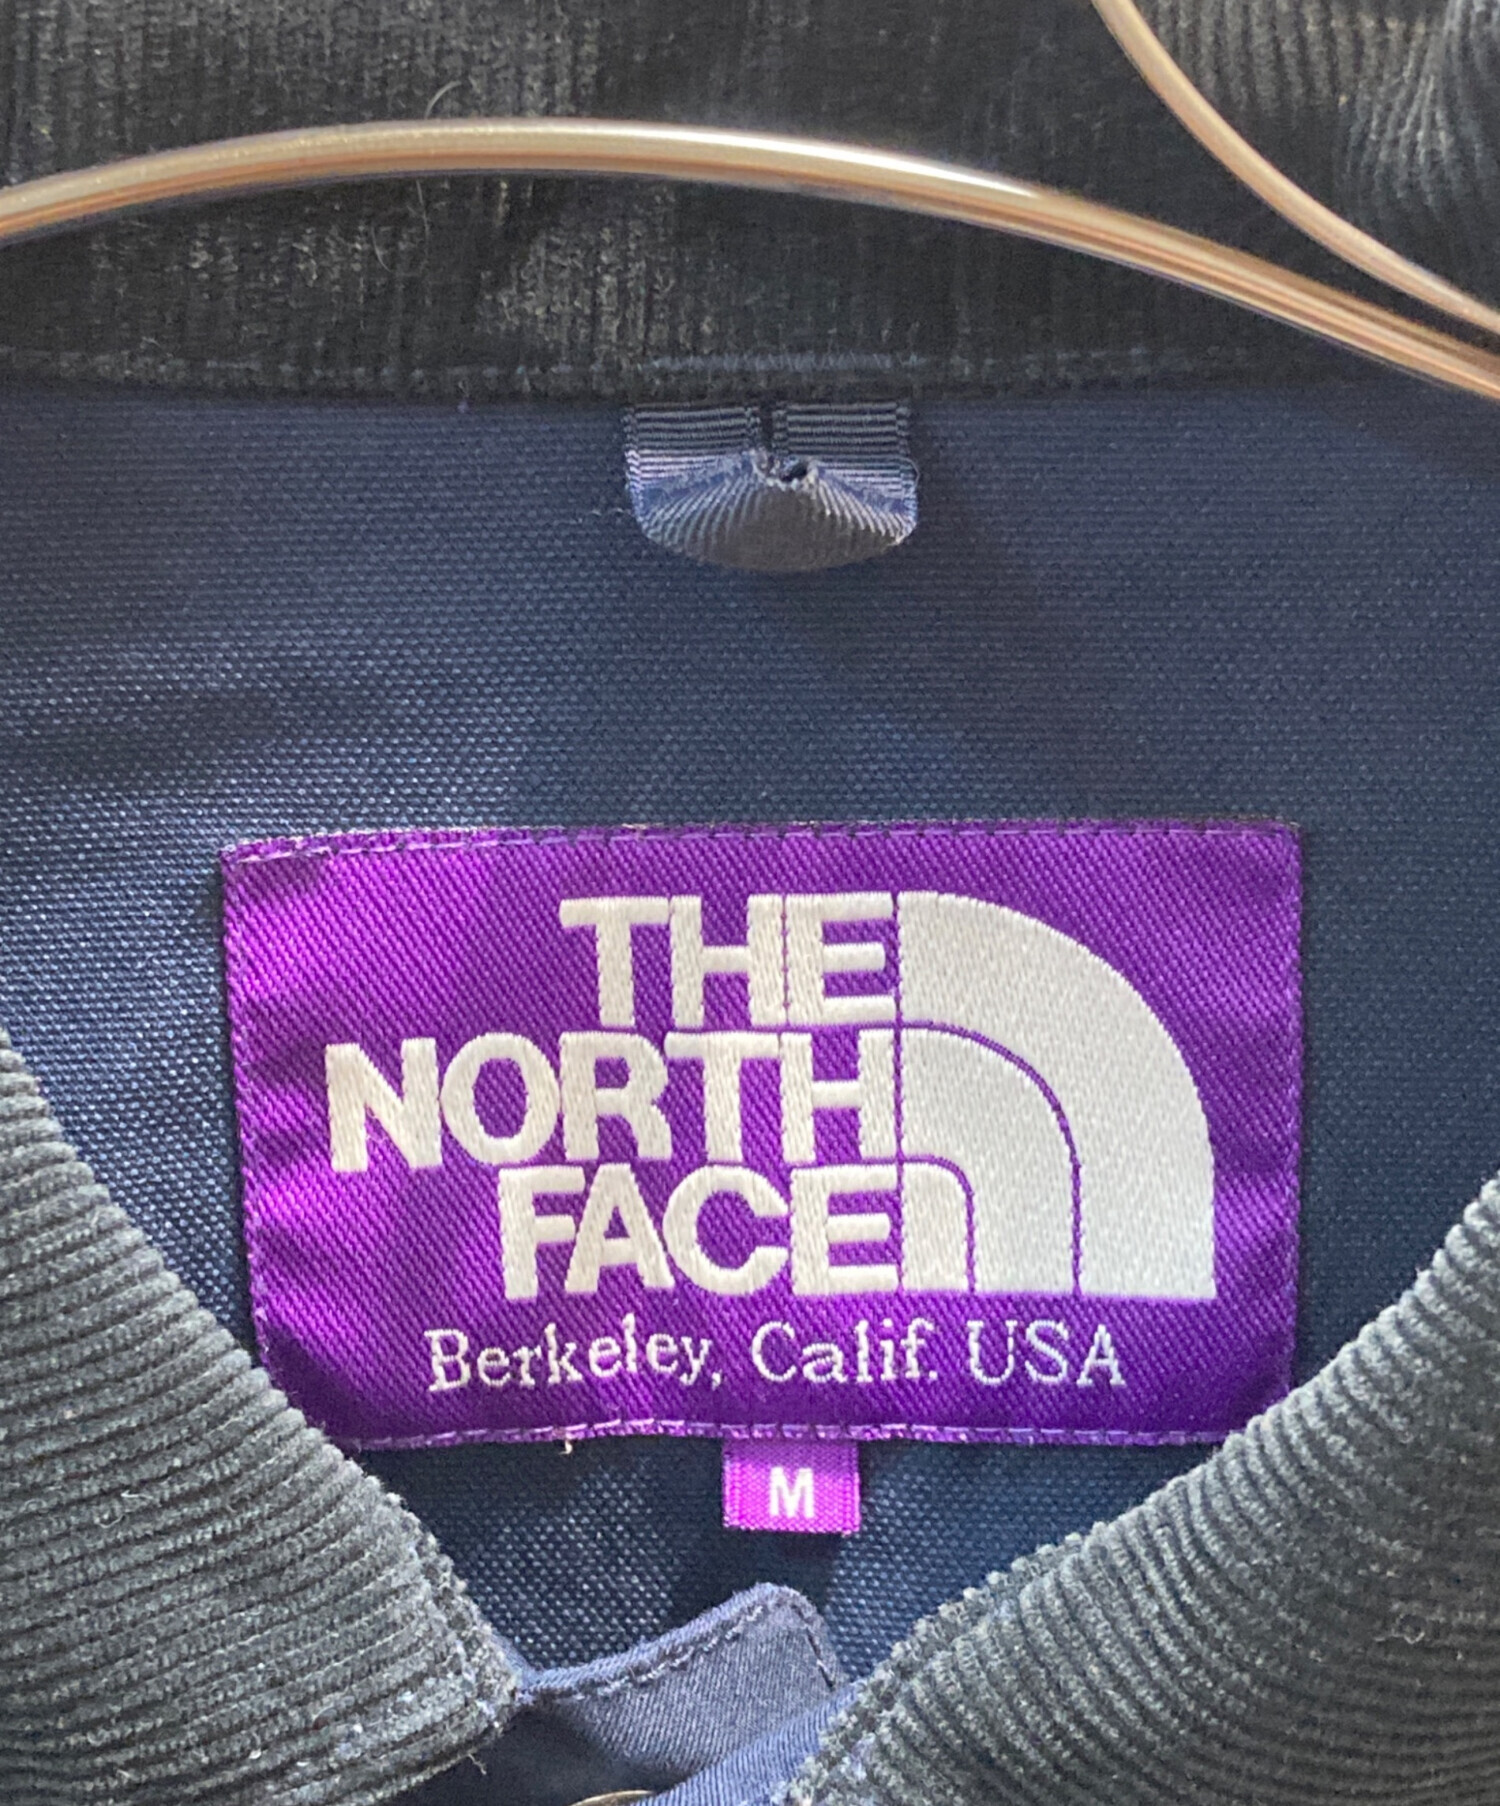 THE
NORTH
FACE
Berkeley, Calif. USA
M